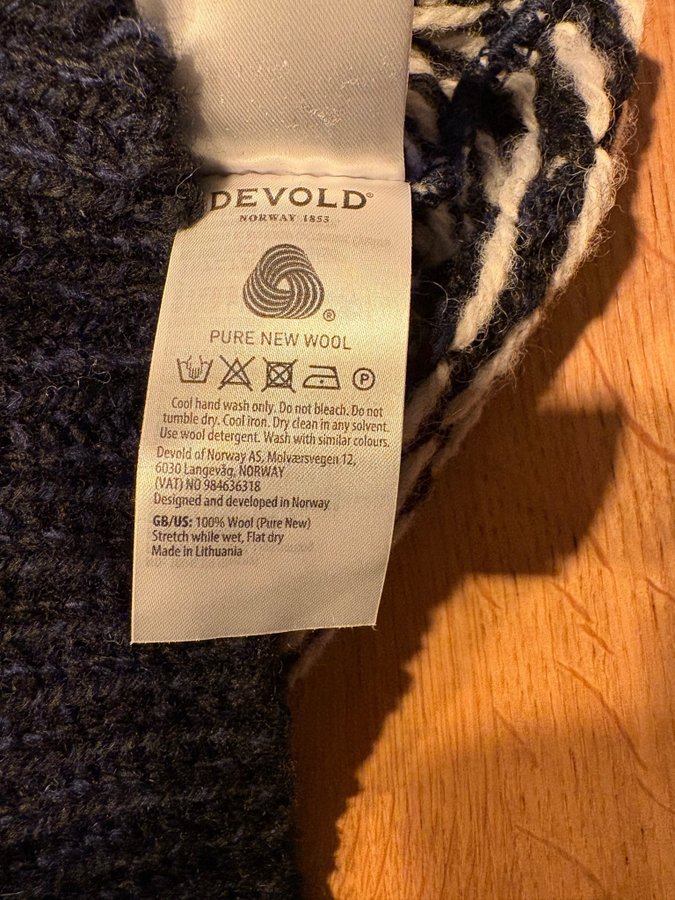 DEVOLD®
NORWAY 1853
®
PURE NEW WOOL
P
Cool hand wash only. Do not bleach. Do not
tumble dry. Cool iron. Dry clean in any solvent.
Use wool detergent. Wash with similar colours.
Devold of Norway AS, Molværsvegen 12,
6030 Langevåg, NORWAY
(VAT) NO 984636318
Designed and developed in Norway
GB/US: 100% Wool (Pure New)
Stretch while wet, Flat dry
Made in Lithuania